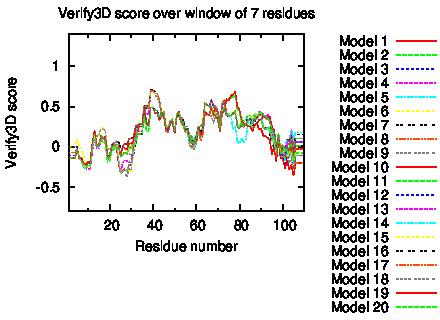 Verify3D score over window of 7 residues
Verify3D score
1
0.5
0
-0.5
20 40 60 80 100
Residue number
Model 1
Model 2
Model 3
Model 4
Model 5
Model 6
Model 7
Model 8
Model 9
Model 10
Model 11
Model 12
Model 13
Model 14
Model 15
Model 16
Model 17
Model 18
Model 19
Model 20